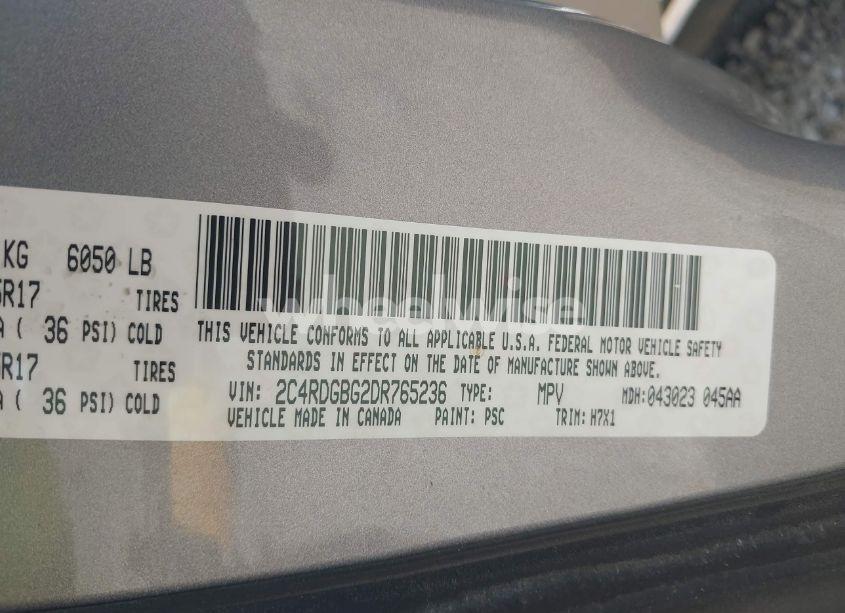 KG 6050 LB
R17 TIRES
( 36 PSI) COLD
R17 TIRES
( 36 PSI) COLD
THIS VEHICLE CONFORMS TO ALL APPLICABLE U.S.A. FEDERAL MOTOR VEHICLE SAFETY
STANDARDS IN EFFECT ON THE DATE OF MANUFACTURE SHOWN ABOVE.
VIN: 2C4RDGBG2DR765236 TYPE: MPV MDH:043023 045AA
VEHICLE MADE IN CANADA PAINT: PSC TRIM: H7X1
wheelwise